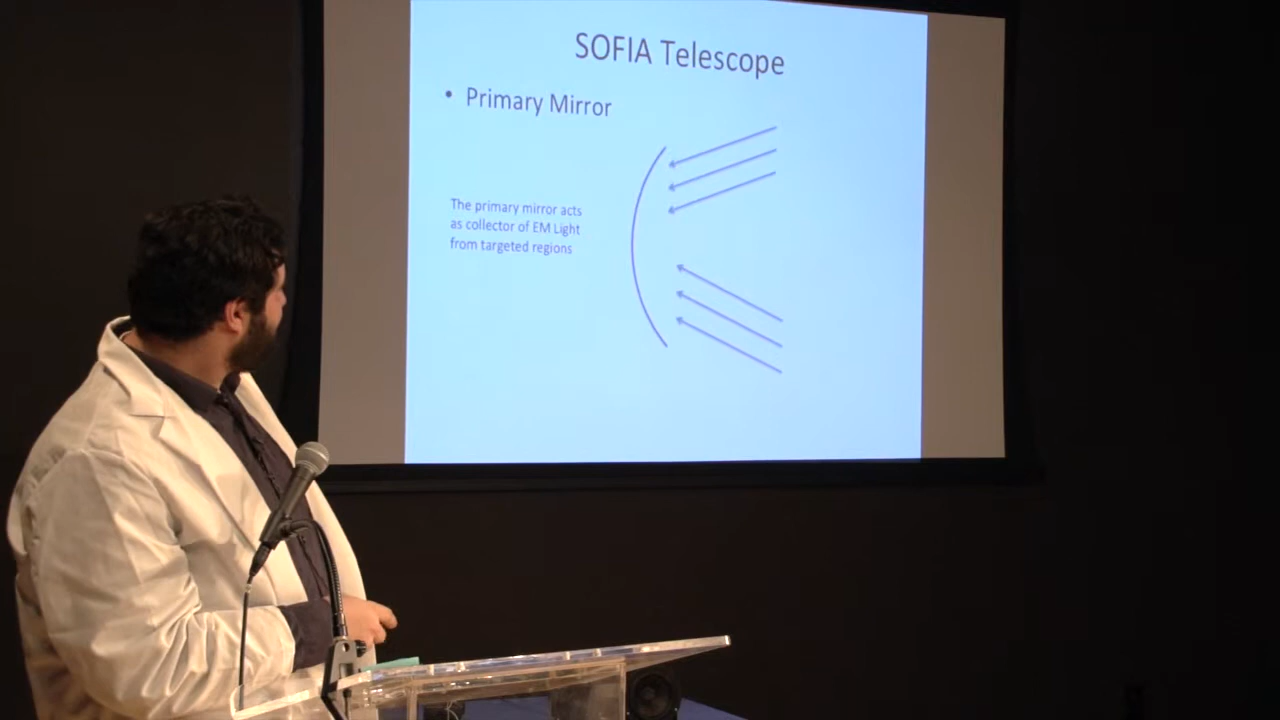 SOFIA Telescope
• Primary Mirror
The primary mirror acts
as collector of EM Light
from targeted regions